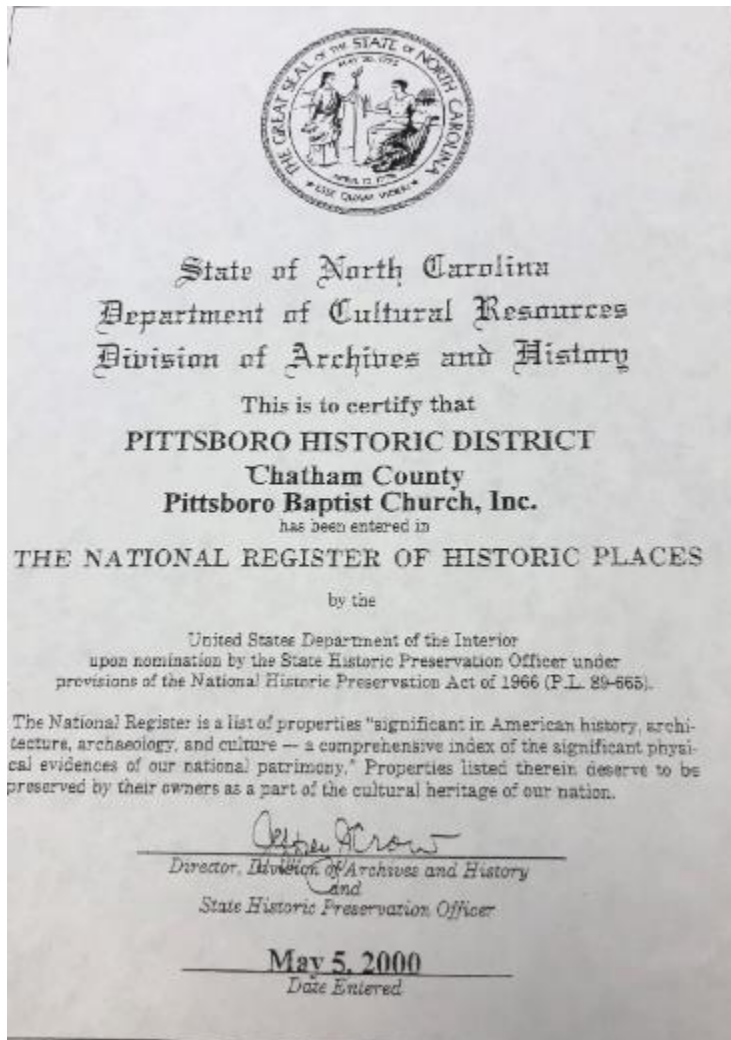 THE GREAT SEAL OF THE STATE OF NORTH CAROLINA
MAY 20, 1775
APRIL 12, 1776
ESSE QUAM VIDERI
State of North Carolina
Department of Cultural Resources
Division of Archives and History
This is to certify that
PITTSBORO HISTORIC DISTRICT
Chatham County
Pittsboro Baptist Church, Inc.
has been entered in
THE NATIONAL REGISTER OF HISTORIC PLACES
by the
United States Department of the Interior
upon nomination by the State Historic Preservation Officer under
provisions of the National Historic Preservation Act of 1966 (P.L. 89-665).
The National Register is a list of properties "significant in American history, archi-
tecture, archaeology, and culture — a comprehensive index of the significant physi-
cal evidences of our national patrimony." Properties listed therein deserve to be
preserved by their owners as a part of the cultural heritage of our nation.
Jeffrey J Crow
Director, Division of Archives and History
and
State Historic Preservation Officer
May 5, 2000
Date Entered